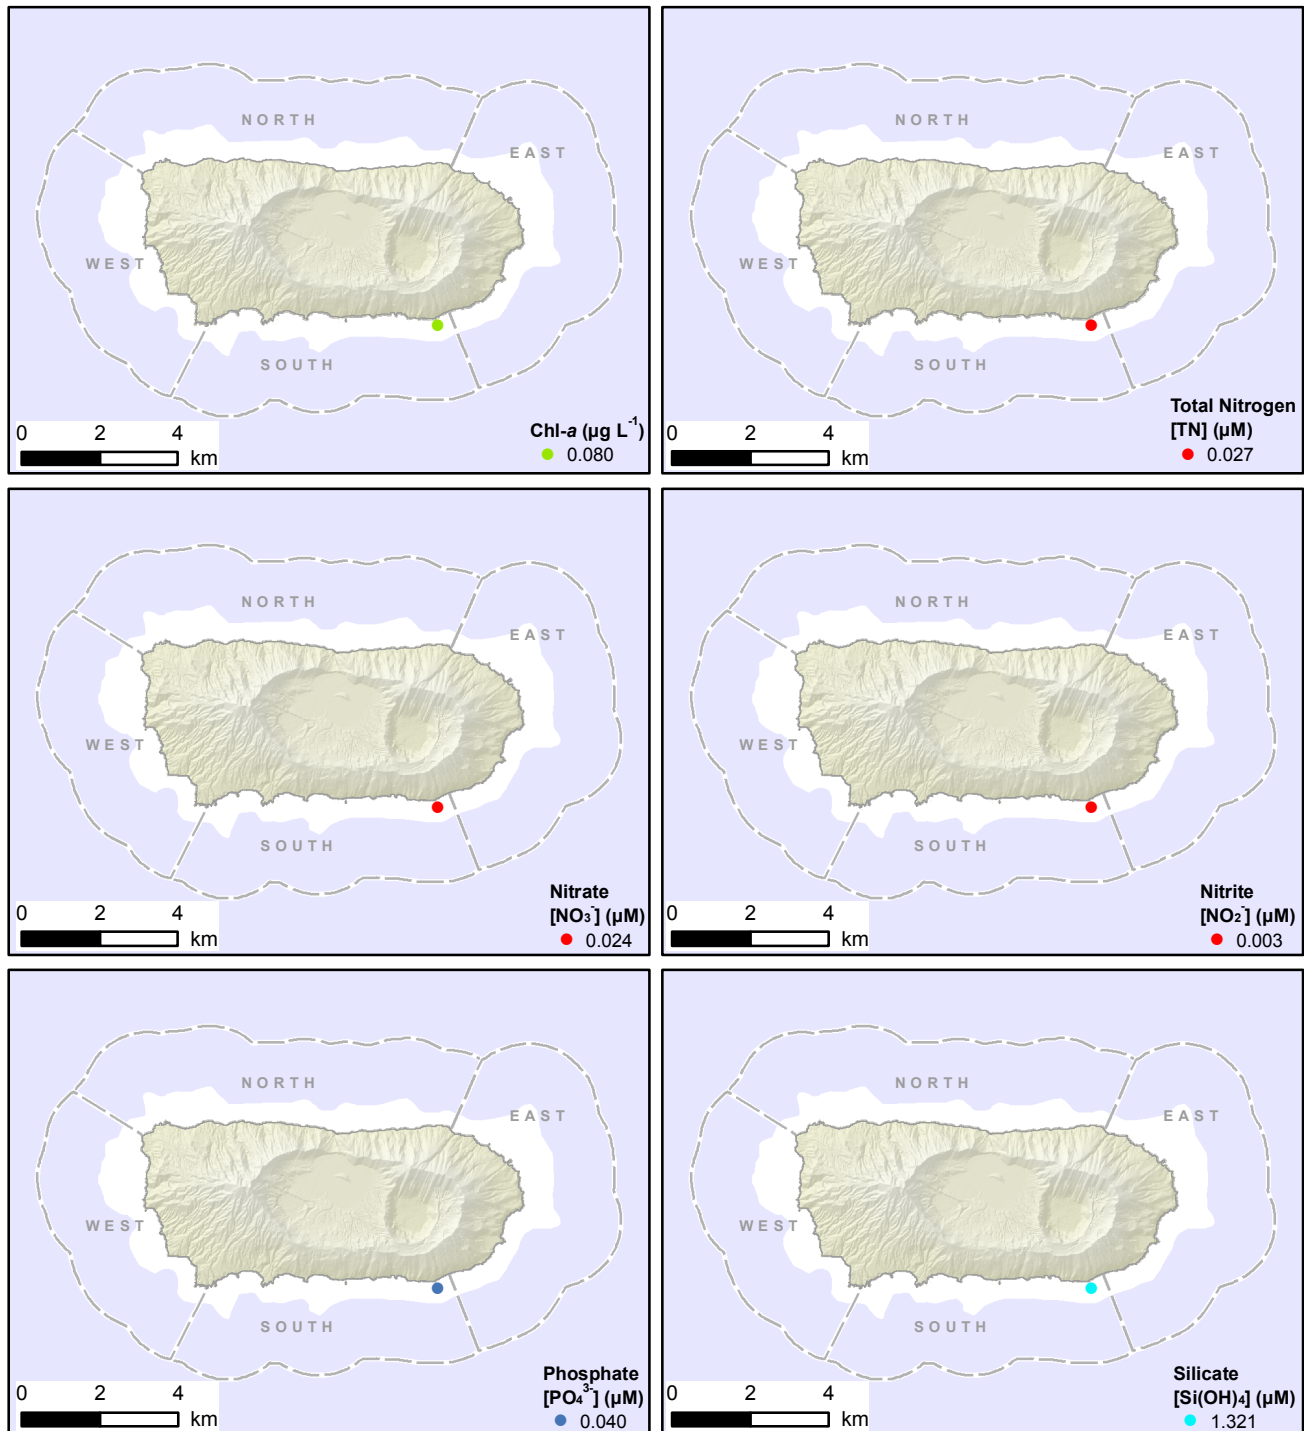 NORTH
EAST
WEST
SOUTH
0 2 4
km
Chl-a (µg L⁻¹)
0.080
NORTH
EAST
WEST
SOUTH
0 2 4
km
Total Nitrogen
[TN] (µM)
0.027
NORTH
EAST
WEST
SOUTH
0 2 4
km
Nitrate
[NO₃⁻] (µM)
0.024
NORTH
EAST
WEST
SOUTH
0 2 4
km
Nitrite
[NO₂⁻] (µM)
0.003
NORTH
EAST
WEST
SOUTH
0 2 4
km
Phosphate
[PO₄³⁻] (µM)
0.040
NORTH
EAST
WEST
SOUTH
0 2 4
km
Silicate
[Si(OH)₄] (µM)
1.321